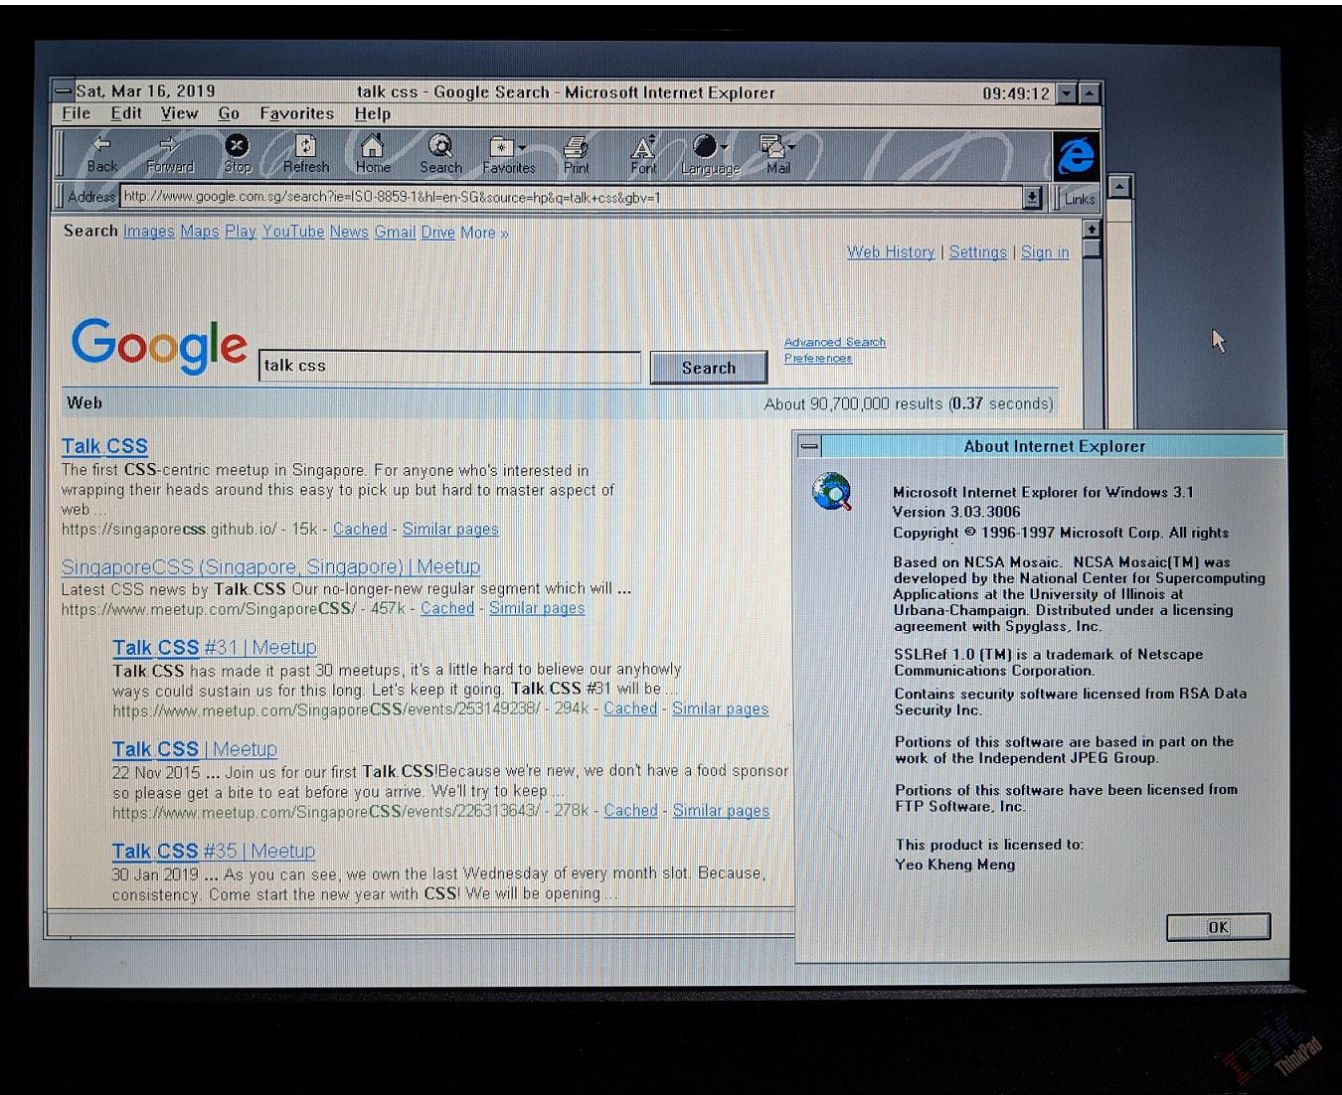 Sat, Mar 16, 2019 talk css - Google Search - Microsoft Internet Explorer 09:49:12
File Edit View Go Favorites Help
Back Forward Stop Refresh Home Search Favorites Print Font Language Mail
Address http://www.google.com.sg/search?ie=ISO-8859-1&hl=en-SG&source=hp&q=talk+css&gbv=1 Links
Search Images Maps Play YouTube News Gmail Drive More »
Web History | Settings | Sign in
Google talk css Search
Advanced Search
Preferences
Web About 90,700,000 results (0.37 seconds)
Talk CSS
The first CSS-centric meetup in Singapore. For anyone who's interested in
wrapping their heads around this easy to pick up but hard to master aspect of
web ...
https://singaporecss.github.io/ - 15k - Cached - Similar pages
SingaporeCSS (Singapore, Singapore) | Meetup
Latest CSS news by Talk.CSS Our no-longer-new regular segment which will ...
https://www.meetup.com/SingaporeCSS/ - 457k - Cached - Similar pages
Talk.CSS #31 | Meetup
Talk.CSS has made it past 30 meetups, it's a little hard to believe our anyhowly
ways could sustain us for this long. Let's keep it going. Talk.CSS #31 will be ...
https://www.meetup.com/SingaporeCSS/events/253149238/ - 294k - Cached - Similar pages
Talk.CSS | Meetup
22 Nov 2015 ... Join us for our first Talk.CSS!Because we're new, we don't have a food sponsor
so please get a bite to eat before you arrive. We'll try to keep ...
https://www.meetup.com/SingaporeCSS/events/226313643/ - 278k - Cached - Similar pages
Talk.CSS #35 | Meetup
30 Jan 2019 ... As you can see, we own the last Wednesday of every month slot. Because,
consistency. Come start the new year with CSS! We will be opening ...
About Internet Explorer
Microsoft Internet Explorer for Windows 3.1
Version 3.03.3006
Copyright © 1996-1997 Microsoft Corp. All rights
Based on NCSA Mosaic. NCSA Mosaic(TM) was
developed by the National Center for Supercomputing
Applications at the University of Illinois at
Urbana-Champaign. Distributed under a licensing
agreement with Spyglass, Inc.
SSLRef 1.0 (TM) is a trademark of Netscape
Communications Corporation.
Contains security software licensed from RSA Data
Security Inc.
Portions of this software are based in part on the
work of the Independent JPEG Group.
Portions of this software have been licensed from
FTP Software, Inc.
This product is licensed to:
Yeo Kheng Meng
OK
IBM
ThinkPad